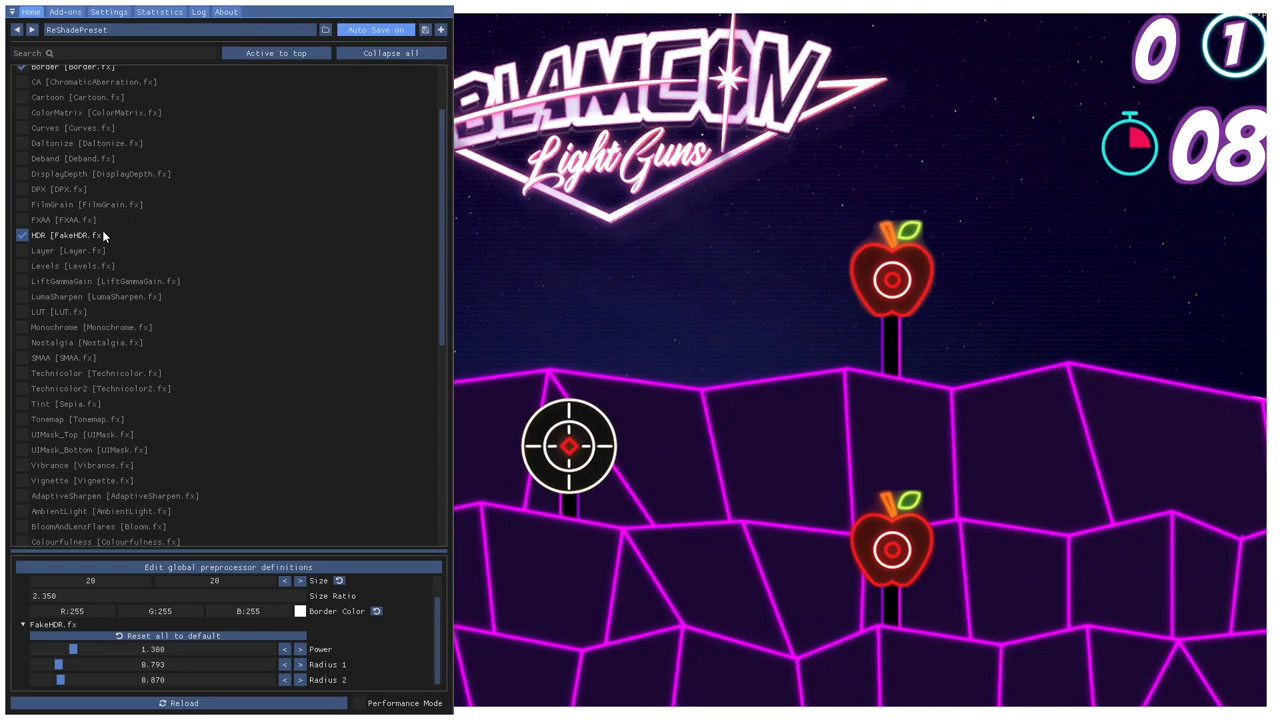 Home Add-ons Settings Statistics Log About
ReShadePreset Auto Save on
Search Active to top Collapse all
Border [Border.fx]
CA [ChromaticAberration.fx]
Cartoon [Cartoon.fx]
ColorMatrix [ColorMatrix.fx]
Curves [Curves.fx]
Daltonize [Daltonize.fx]
Deband [Deband.fx]
DisplayDepth [DisplayDepth.fx]
DPX [DPX.fx]
FilmGrain [FilmGrain.fx]
FXAA [FXAA.fx]
HDR [FakeHDR.fx]
Layer [Layer.fx]
Levels [Levels.fx]
LiftGammaGain [LiftGammaGain.fx]
LumaSharpen [LumaSharpen.fx]
LUT [LUT.fx]
Monochrome [Monochrome.fx]
Nostalgia [Nostalgia.fx]
SMAA [SMAA.fx]
Technicolor [Technicolor.fx]
Technicolor2 [Technicolor2.fx]
Tint [Sepia.fx]
Tonemap [Tonemap.fx]
UIMask_Top [UIMask.fx]
UIMask_Bottom [UIMask.fx]
Vibrance [Vibrance.fx]
Vignette [Vignette.fx]
AdaptiveSharpen [AdaptiveSharpen.fx]
AmbientLight [AmbientLight.fx]
BloomAndLensFlares [Bloom.fx]
Colourfulness [Colourfulness.fx]
Edit global preprocessor definitions
20 20 < > Size
2.350 Size Ratio
R:255 G:255 B:255 Border Color
FakeHDR.fx
Reset all to default
1.300 < > Power
0.793 < > Radius 1
0.870 < > Radius 2
Reload Performance Mode
BLAMCON
Light Guns
0 1
08